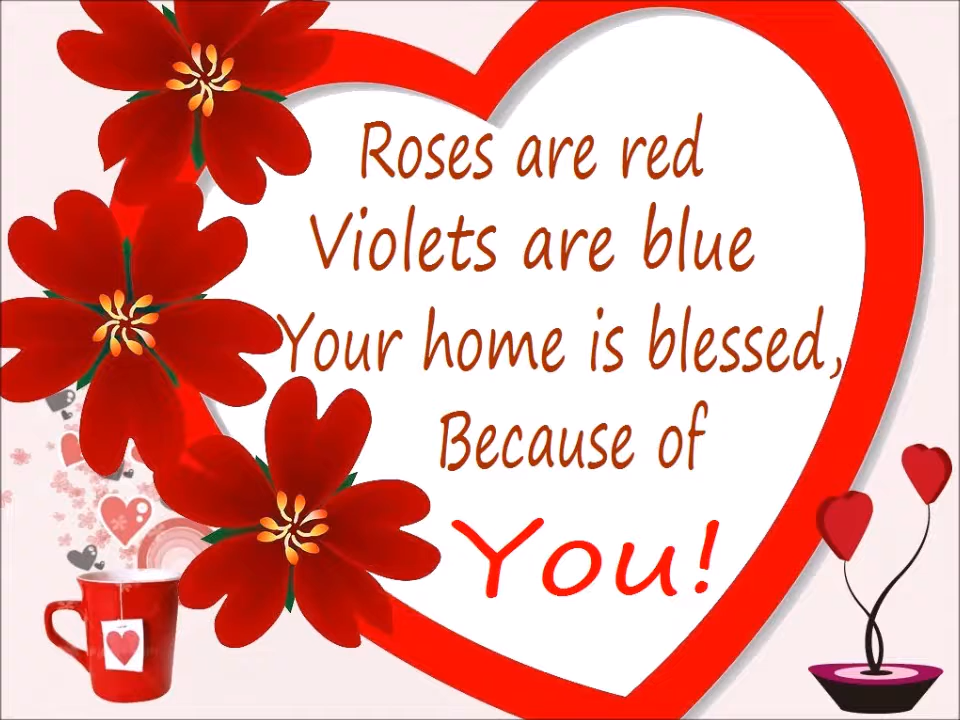 Roses are red
Violets are blue
Your home is blessed,
Because of
You!